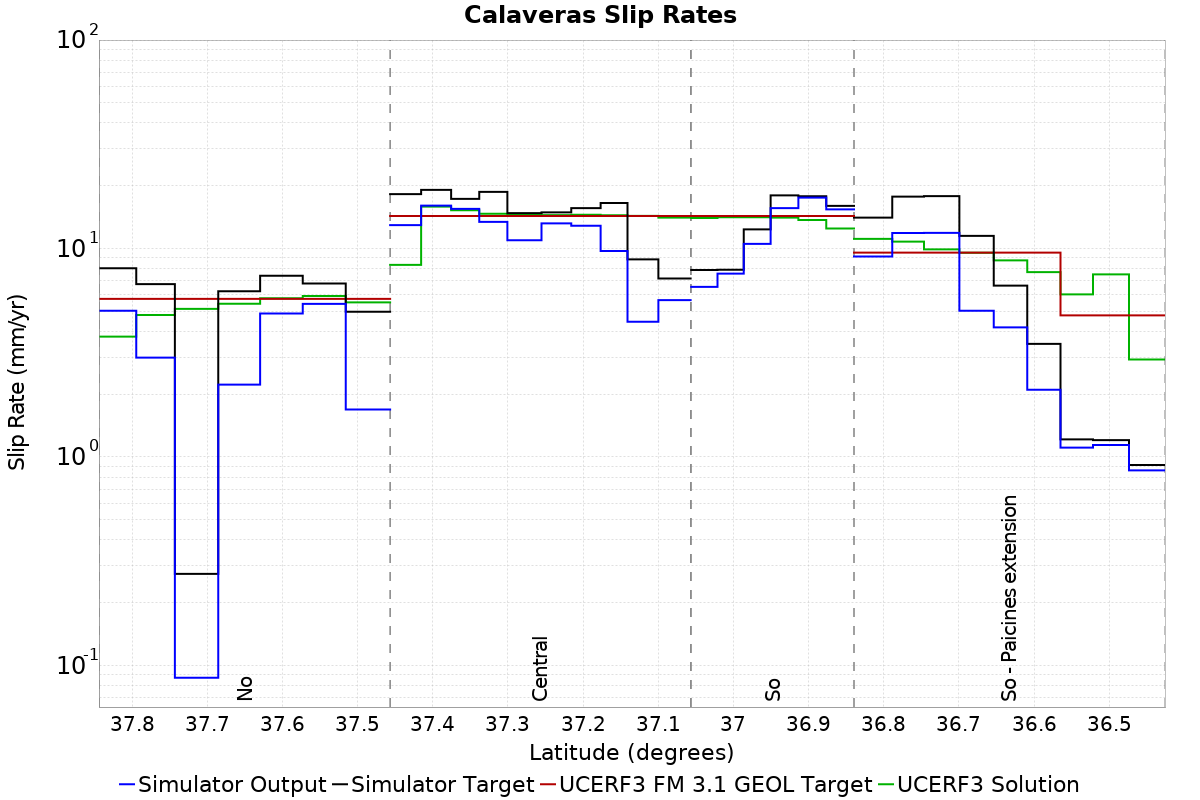 Calaveras Slip Rates
10^2
10^1
10^0
10^-1
Slip Rate (mm/yr)
No
Central
So
So - Paicines extension
37.8 37.7 37.6 37.5 37.4 37.3 37.2 37.1 37 36.9 36.8 36.7 36.6 36.5
Latitude (degrees)
Simulator Output Simulator Target UCERF3 FM 3.1 GEOL Target UCERF3 Solution